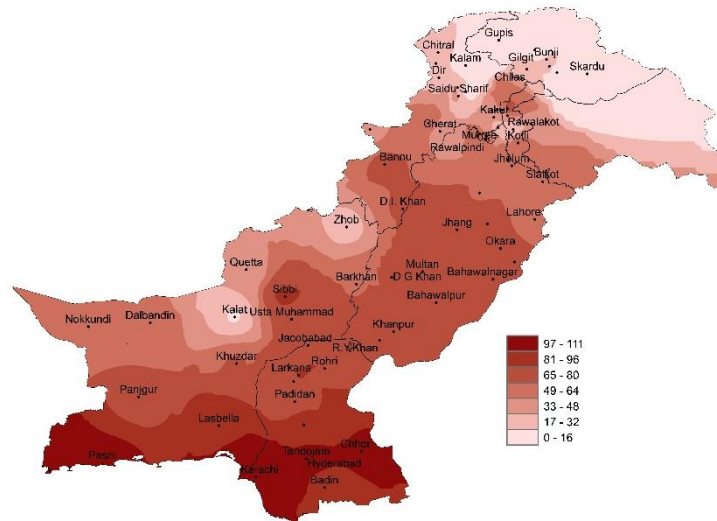 Gupis
Chitral
Kalam
Gilgit
Bunji
Dir
Skardu
Chilas
Saidu Sharif
Kakul
Cherat
Rawalakot
Murree
Kotli
Rawalpindi
Bannu
Jhelum
Sialkot
D.I. Khan
Zhob
Lahore
Jhang
Okara
Quetta
Multan
Barkhan
D G Khan
Bahawalnagar
Sibbi
Bahawalpur
Kalat
Usta Muhammad
Nokkundi
Dalbandin
Khanpur
Jacobabad
R.Y.Khan
Khuzdar
Rohri
Larkana
Panjgur
Padidan
Lasbella
Chhor
Pasni
Tandojam
Hyderabad
Karachi
Badin
97 - 111
81 - 96
65 - 80
49 - 64
33 - 48
17 - 32
0 - 16